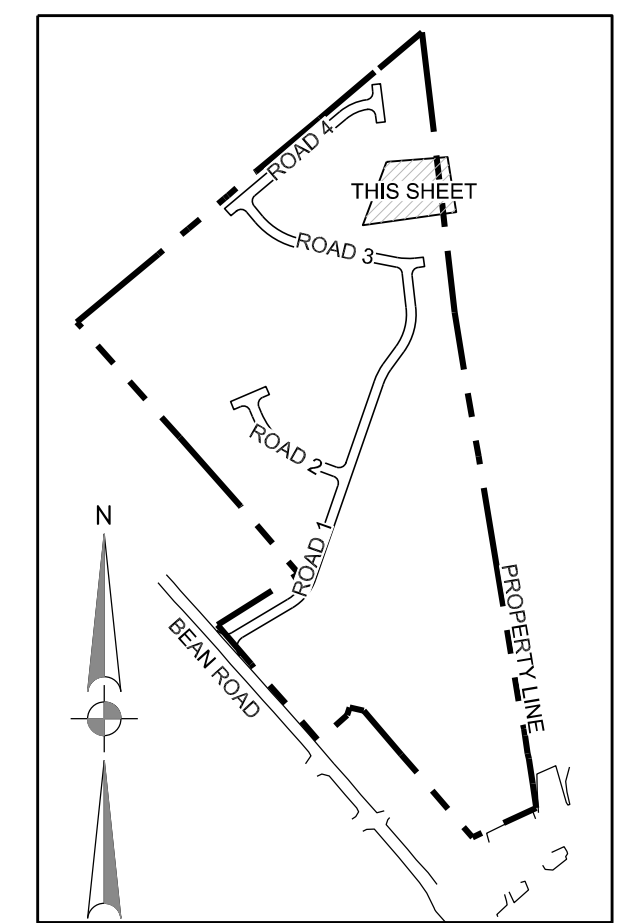 ROAD 4
THIS SHEET
ROAD 3
ROAD 2
N
ROAD 1
PROPERTY LINE
BEAN ROAD